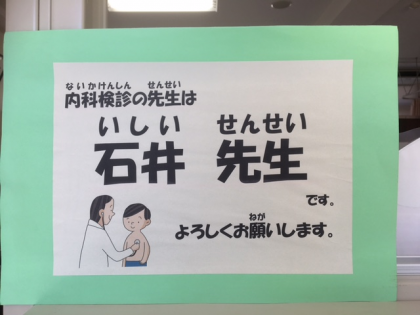 ないかけんしん せんせい
内科検診の先生は
いしい せんせい
石井 先生
です。
ねが
よろしくお願いします。